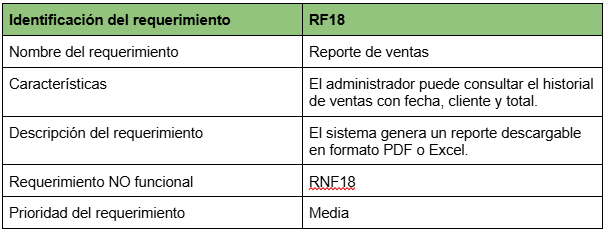 Identificación del requerimiento RF18
Nombre del requerimiento Reporte de ventas
Características El administrador puede consultar el historial
de ventas con fecha, cliente y total.
Descripción del requerimiento El sistema genera un reporte descargable
en formato PDF o Excel.
Requerimiento NO funcional RNF18
Prioridad del requerimiento Media